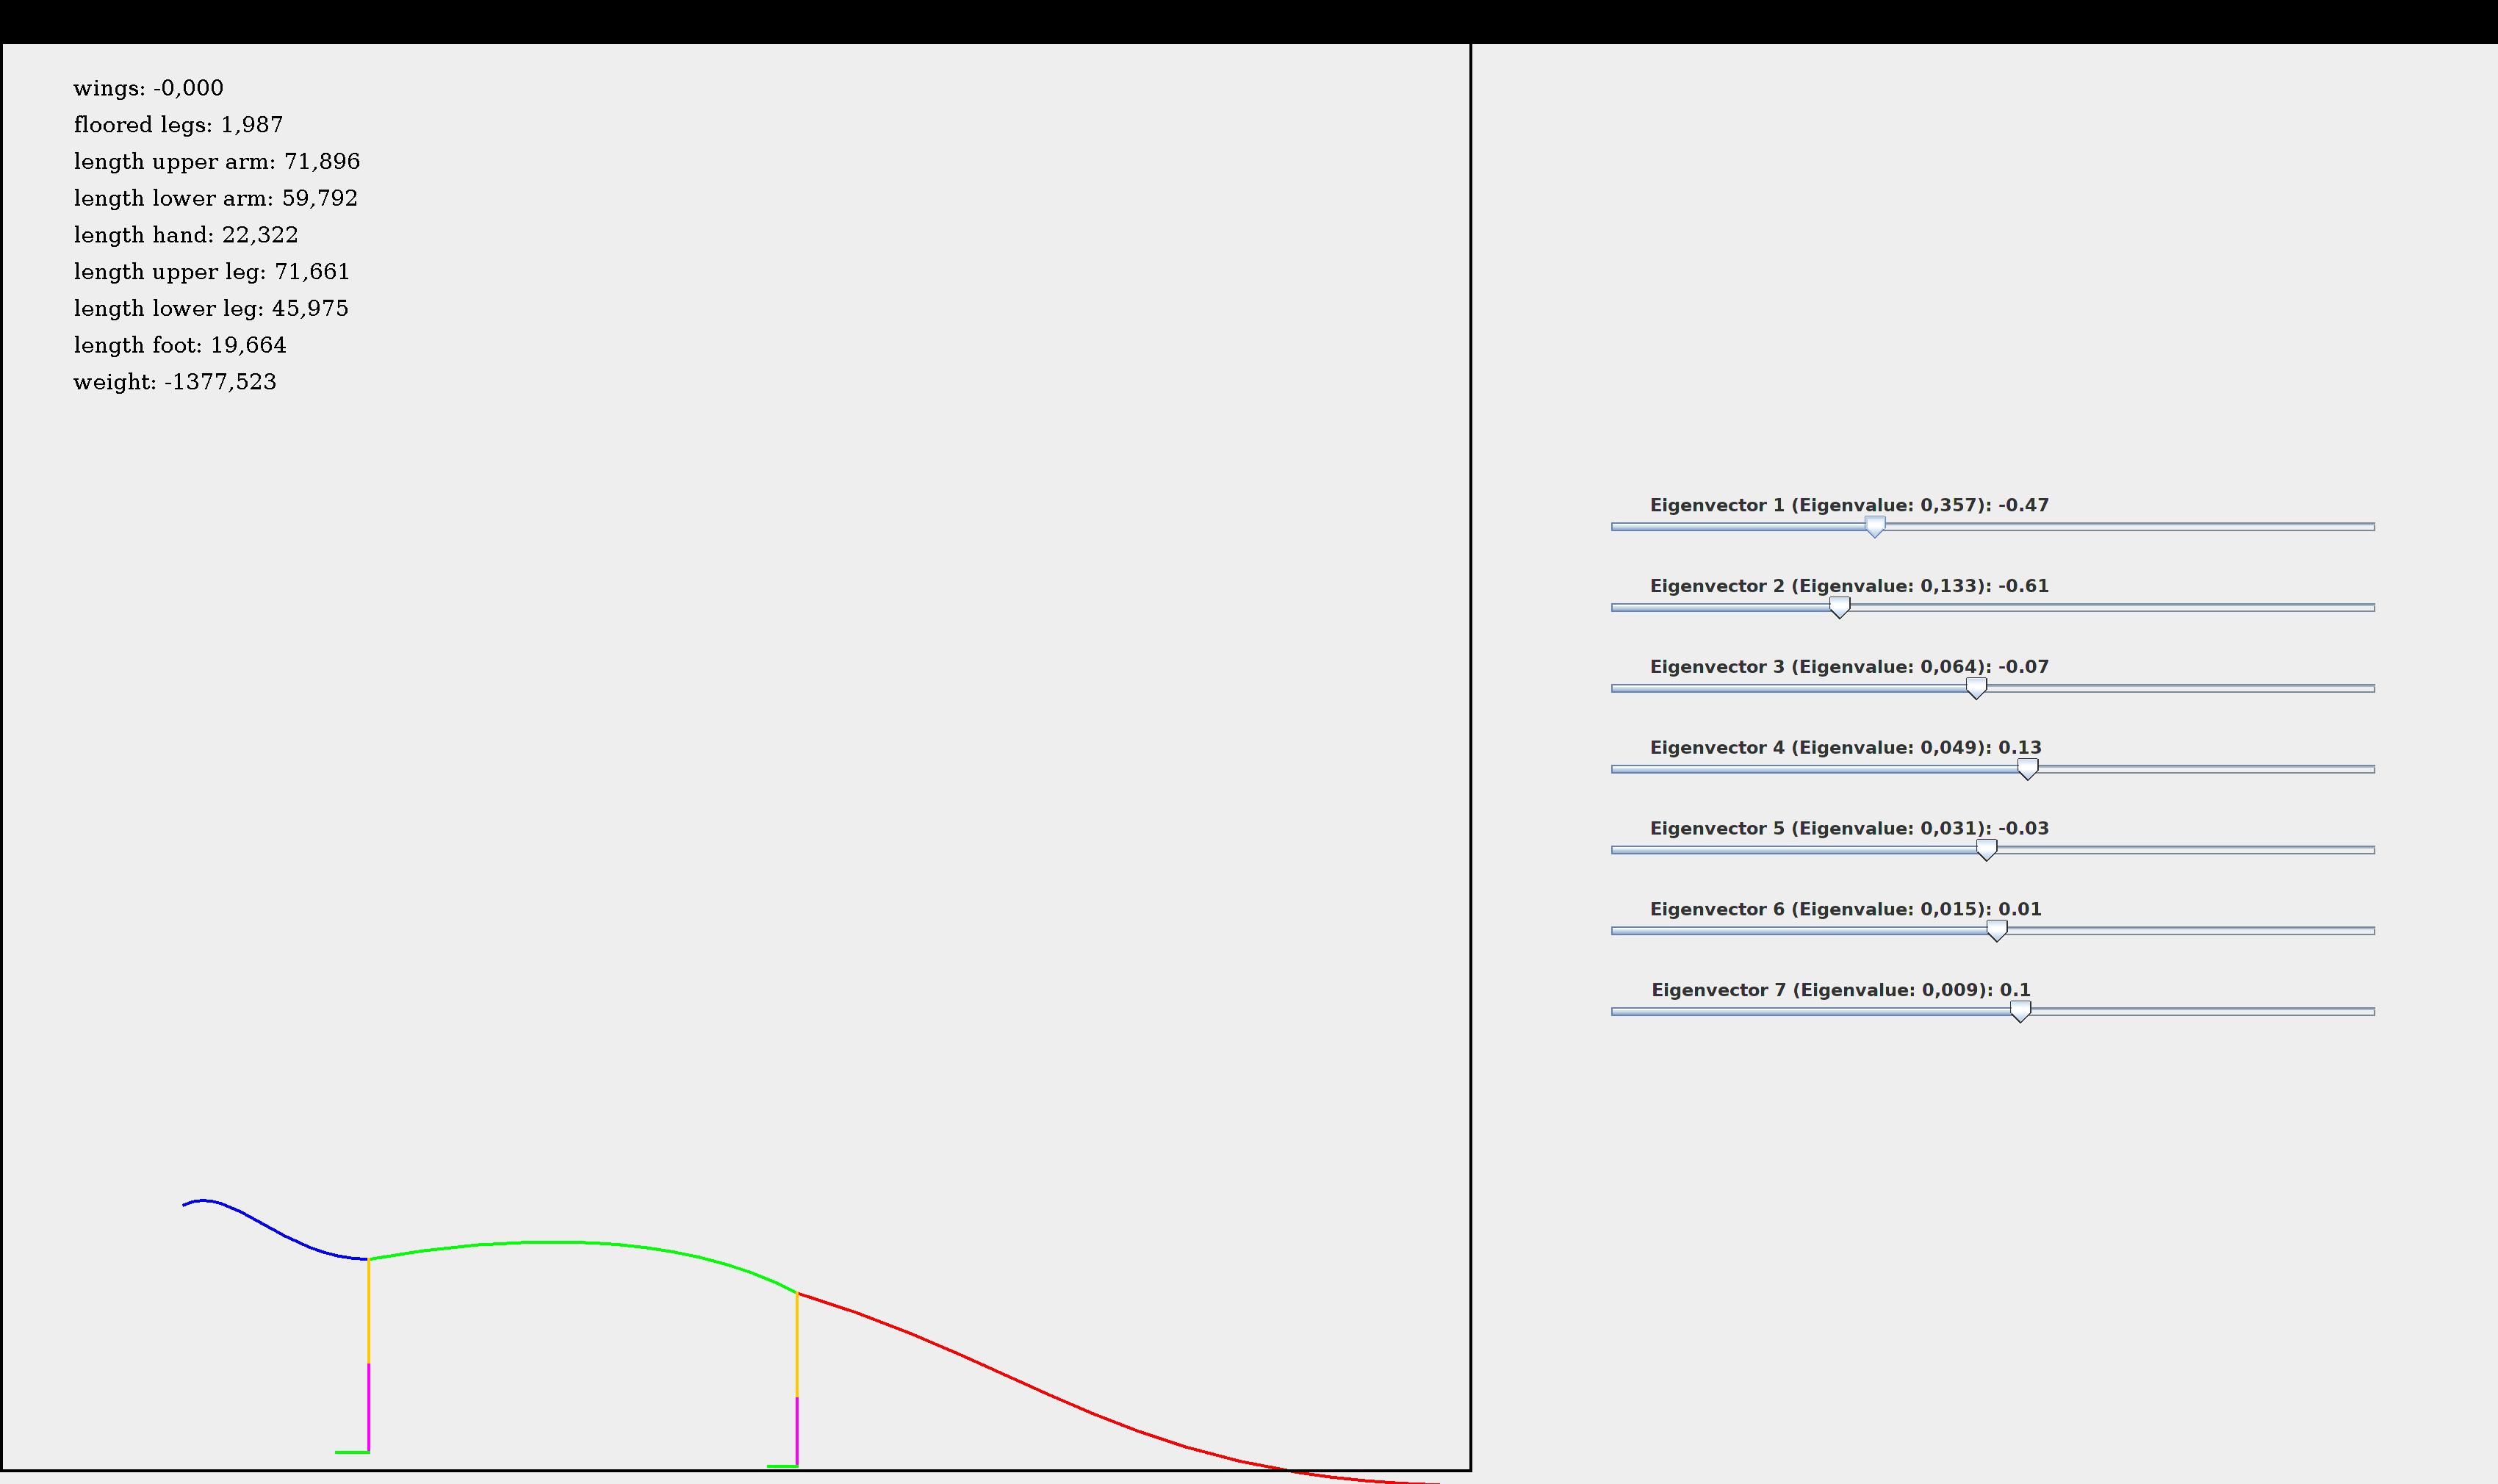 wings: -0,000
floored legs: 1,987
length upper arm: 71,896
length lower arm: 59,792
length hand: 22,322
length upper leg: 71,661
length lower leg: 45,975
length foot: 19,664
weight: -1377,523
Eigenvector 1 (Eigenvalue: 0,357): -0.47
Eigenvector 2 (Eigenvalue: 0,133): -0.61
Eigenvector 3 (Eigenvalue: 0,064): -0.07
Eigenvector 4 (Eigenvalue: 0,049): 0.13
Eigenvector 5 (Eigenvalue: 0,031): -0.03
Eigenvector 6 (Eigenvalue: 0,015): 0.01
Eigenvector 7 (Eigenvalue: 0,009): 0.1